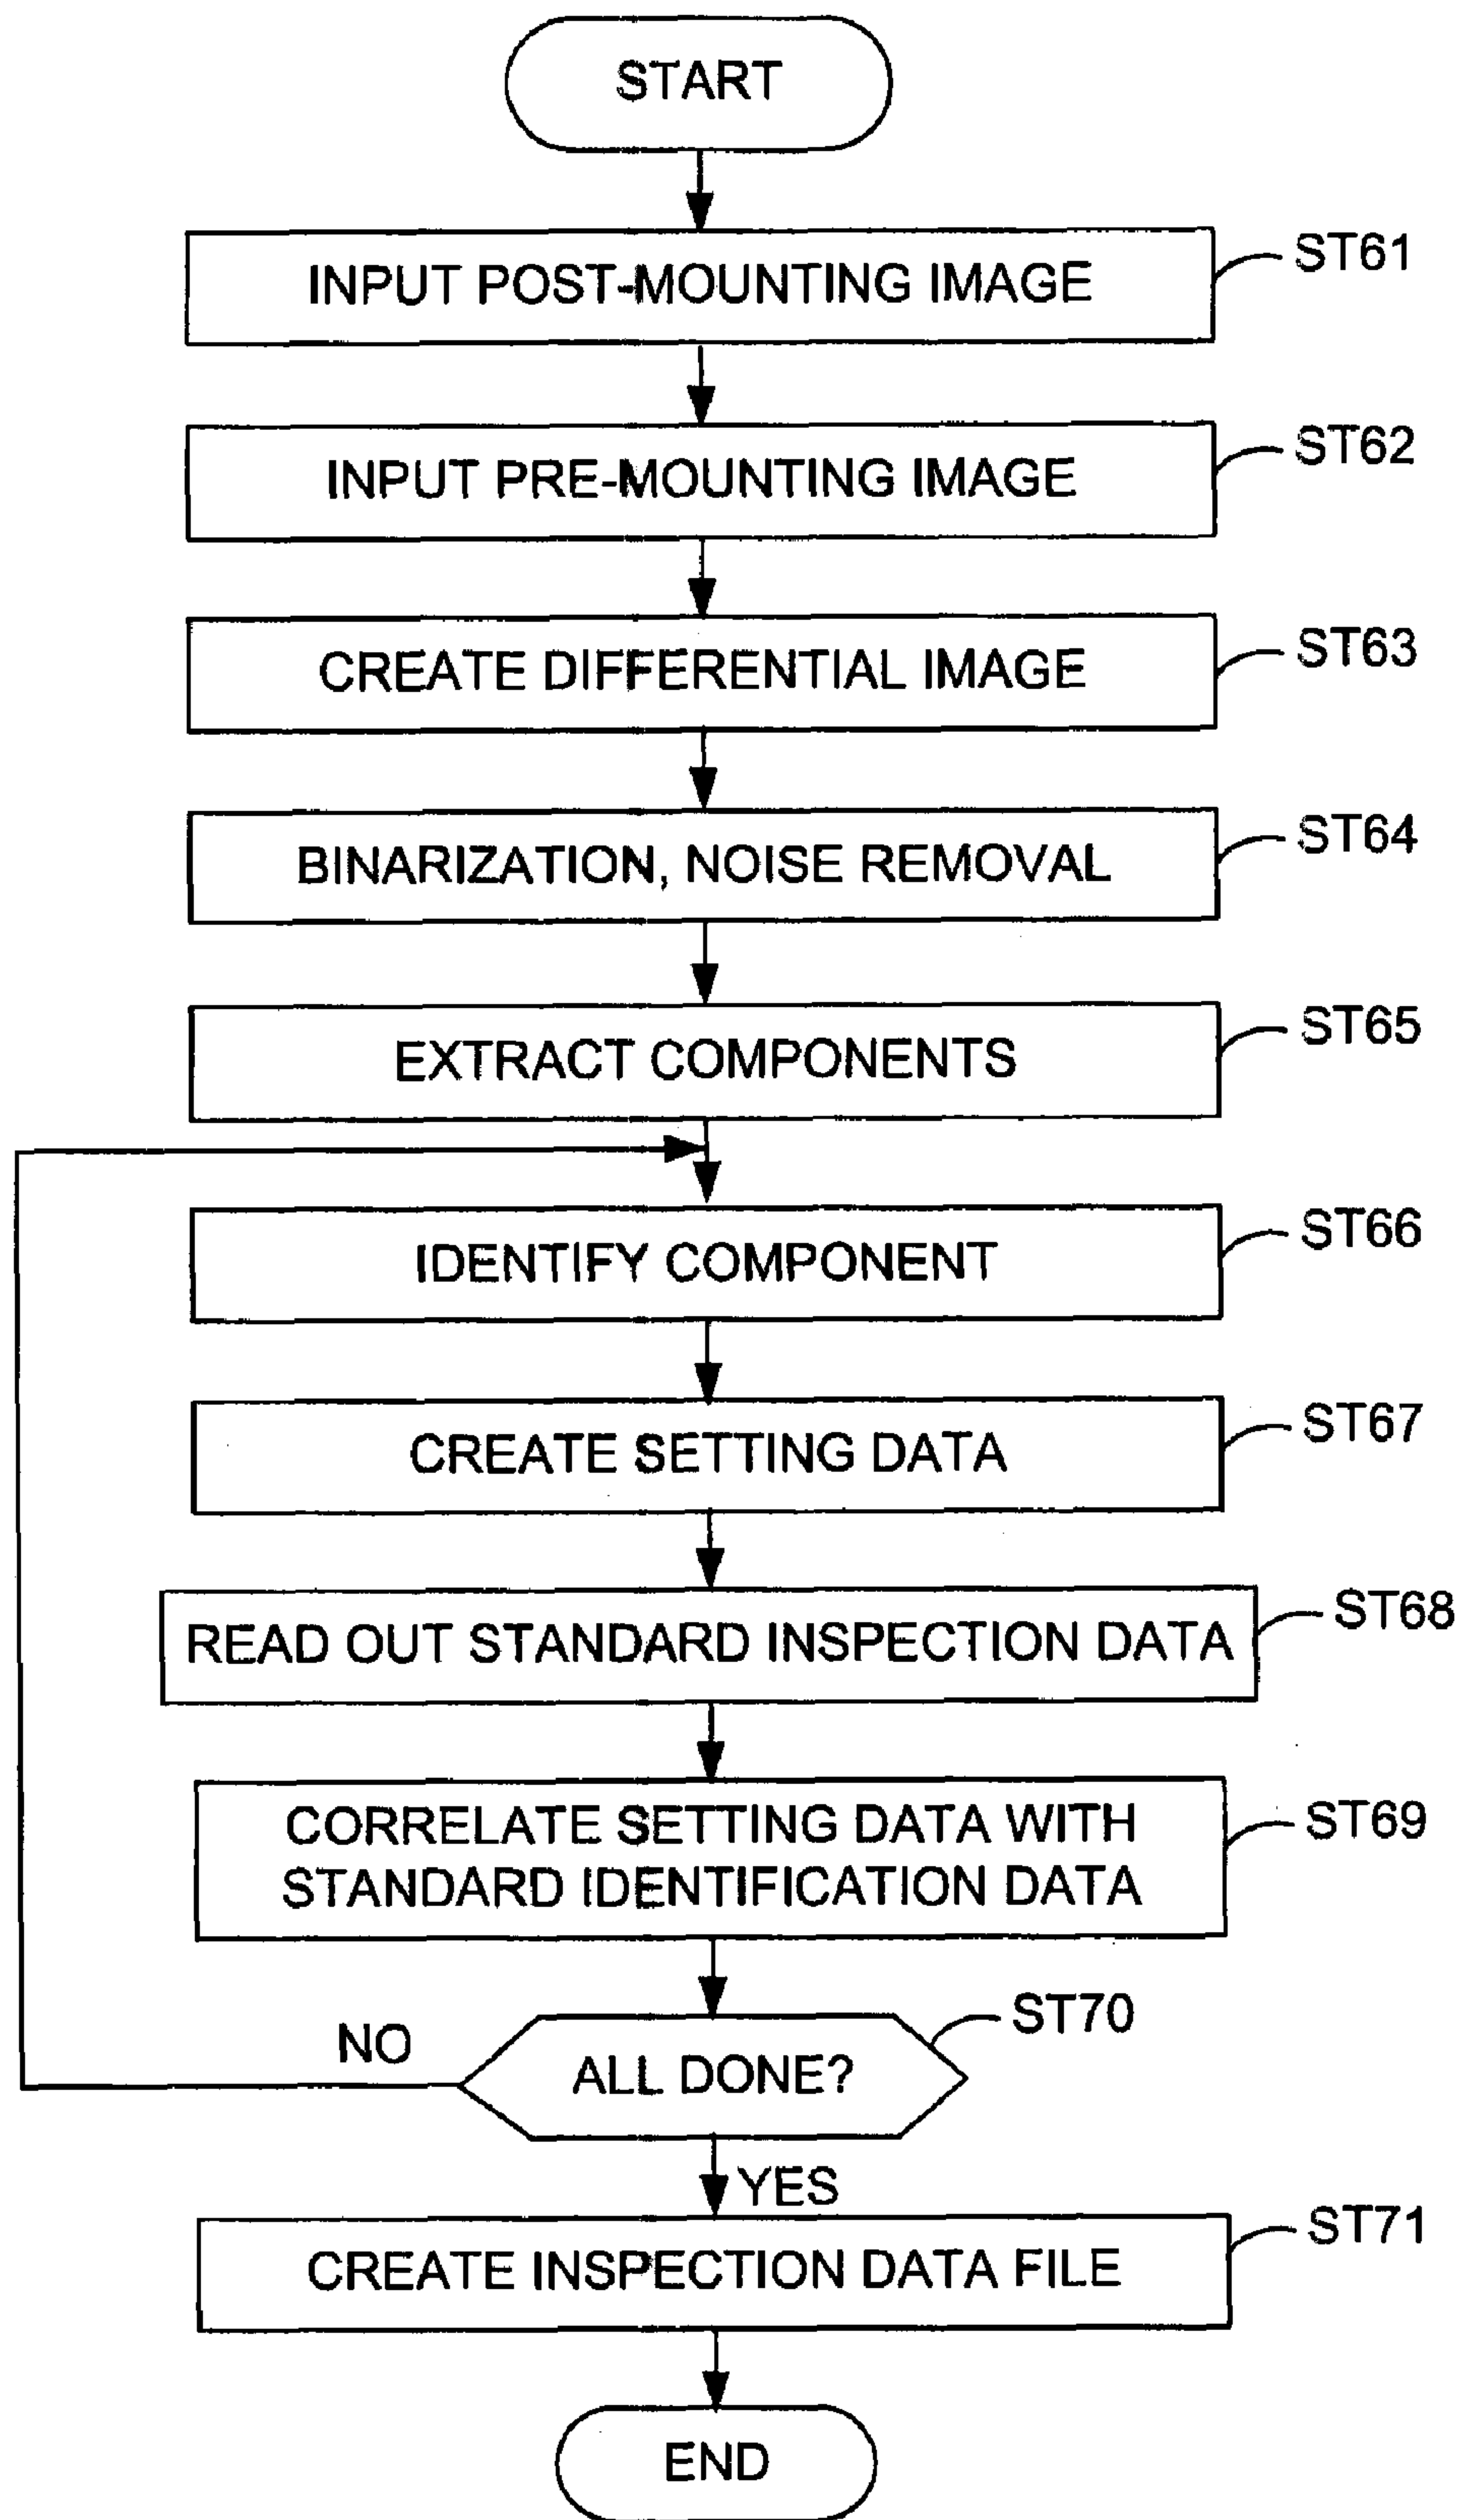 START
INPUT POST-MOUNTING IMAGE
ST61
INPUT PRE-MOUNTING IMAGE
ST62
CREATE DIFFERENTIAL IMAGE
ST63
BINARIZATION, NOISE REMOVAL
ST64
EXTRACT COMPONENTS
ST65
IDENTIFY COMPONENT
ST66
CREATE SETTING DATA
ST67
READ OUT STANDARD INSPECTION DATA
ST68
CORRELATE SETTING DATA WITH
STANDARD IDENTIFICATION DATA
ST69
ALL DONE?
ST70
NO
YES
CREATE INSPECTION DATA FILE
ST71
END